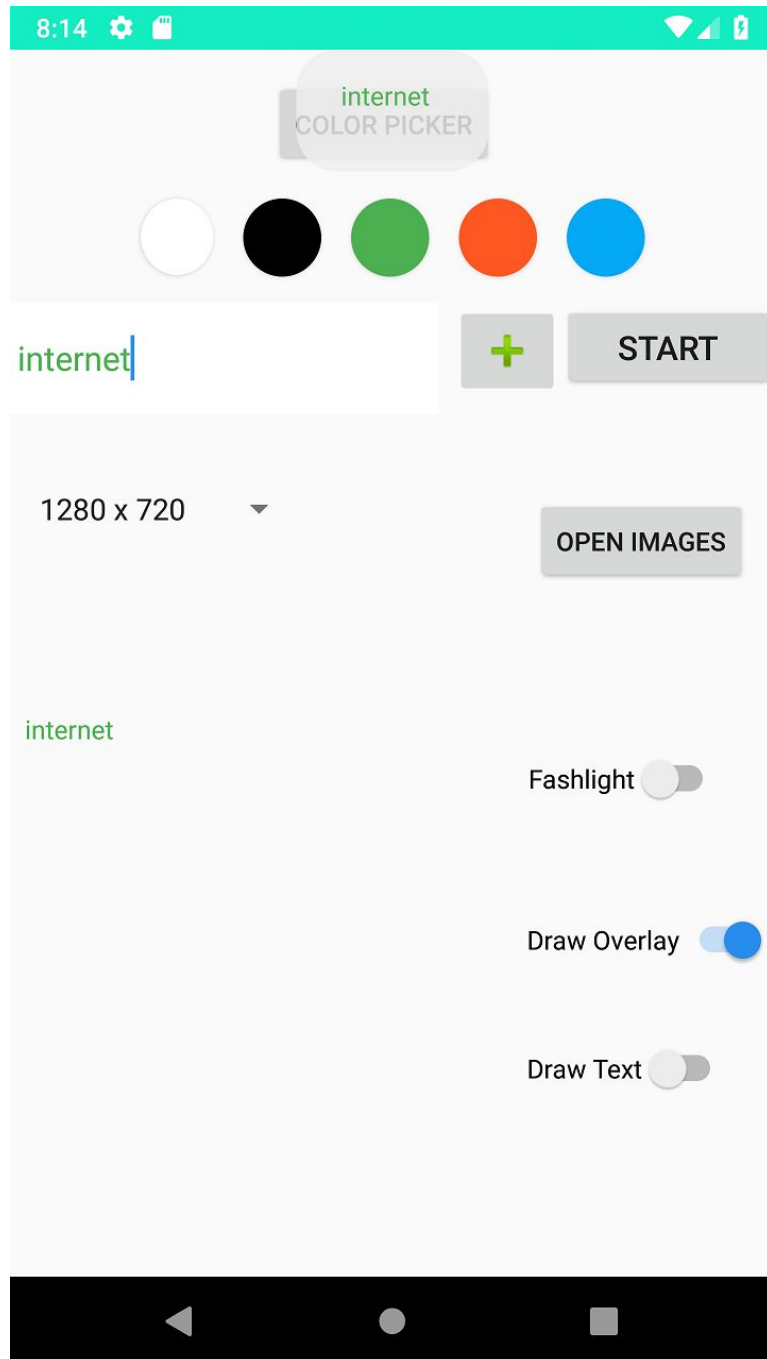 8:14
internet
COLOR PICKER
internet
START
1280 x 720
OPEN IMAGES
internet
Fashlight
Draw Overlay
Draw Text